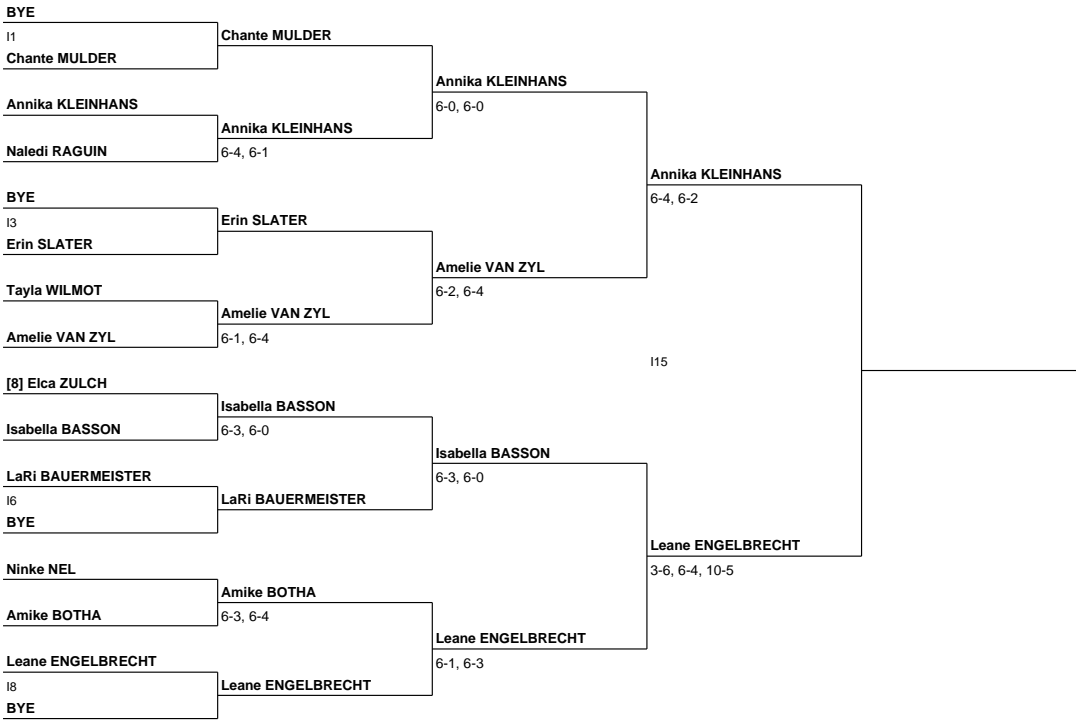 BYE
I1
Chante MULDER
Chante MULDER
Annika KLEINHANS
6-0, 6-0
Annika KLEINHANS
Annika KLEINHANS
6-4, 6-1
Naledi RAGUIN
Annika KLEINHANS
6-4, 6-2
BYE
I3
Erin SLATER
Erin SLATER
Amelie VAN ZYL
6-2, 6-4
Tayla WILMOT
Amelie VAN ZYL
6-1, 6-4
Amelie VAN ZYL
I15
[8] Elca ZULCH
Isabella BASSON
6-3, 6-0
Isabella BASSON
Isabella BASSON
6-3, 6-0
LaRi BAUERMEISTER
I6
LaRi BAUERMEISTER
BYE
Leane ENGELBRECHT
3-6, 6-4, 10-5
Ninke NEL
Amike BOTHA
6-3, 6-4
Amike BOTHA
Leane ENGELBRECHT
6-1, 6-3
Leane ENGELBRECHT
I8
Leane ENGELBRECHT
BYE